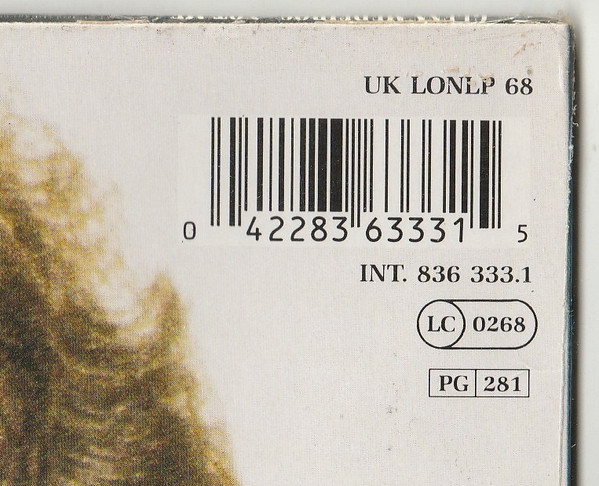 UK LONLP 68
0 42283 63331 5
INT. 836 333.1
LC 0268
PG 281